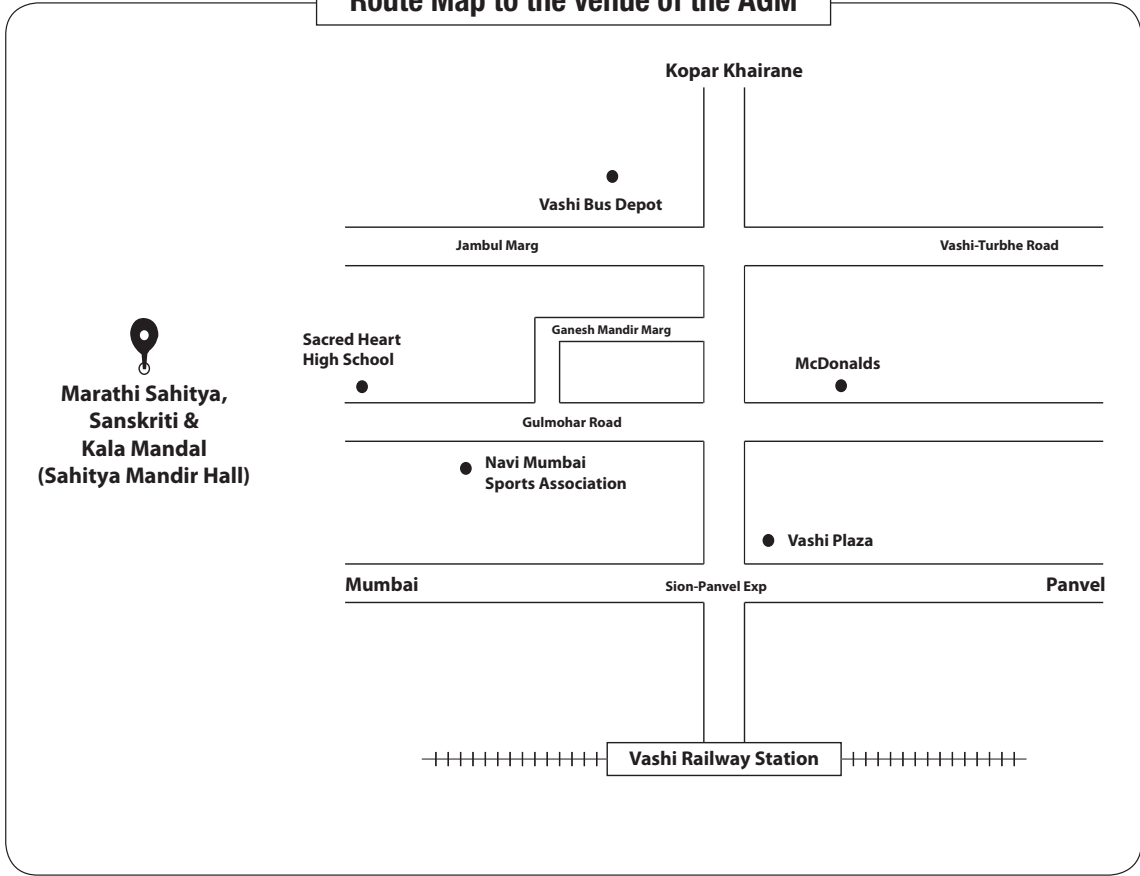 Route Map to the Venue of the AGM
Kopar Khairane
Vashi Bus Depot
Jambul Marg
Vashi-Turbhe Road
Ganesh Mandir Marg
Sacred Heart
High School
McDonalds
Marathi Sahitya,
Sanskriti &
Kala Mandal
(Sahitya Mandir Hall)
Gulmohar Road
Navi Mumbai
Sports Association
Vashi Plaza
Mumbai
Sion-Panvel Exp
Panvel
Vashi Railway Station